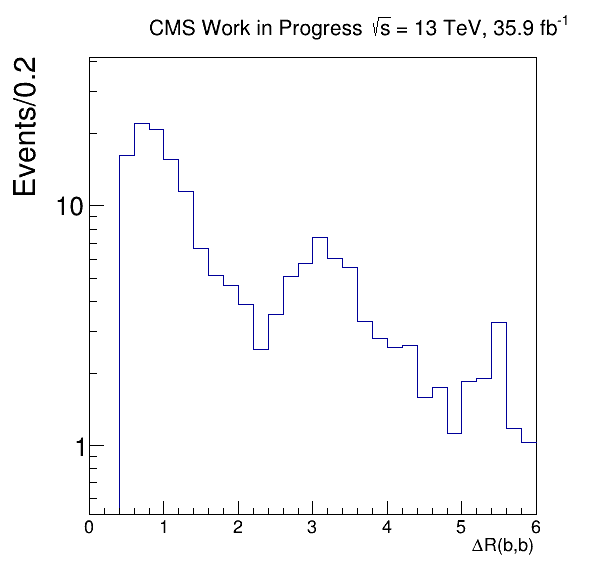 CMS Work in Progress √s = 13 TeV, 35.9 fb⁻¹
Events/0.2
10
1
0 1 2 3 4 5 6
ΔR(b,b)